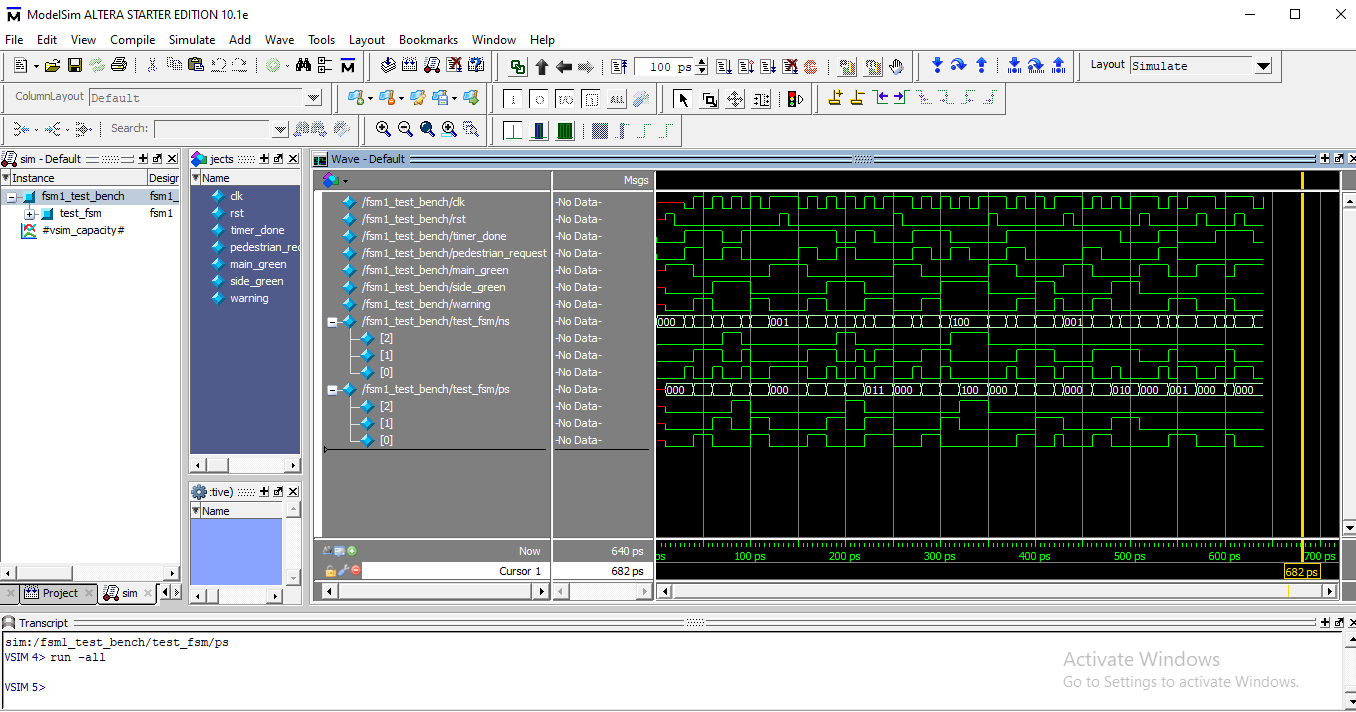 ModelSim ALTERA STARTER EDITION 10.1e
File Edit View Compile Simulate Add Wave Tools Layout Bookmarks Window Help
100 ps
Layout Simulate
ColumnLayout Default
Search:
sim - Default
Instance Design
fsm1_test_bench fsm1_
test_fsm fsm1
#vsim_capacity#
Project sim
jects
Name
clk
rst
timer_done
pedestrian_req
main_green
side_green
warning
:tive)
Name
Wave - Default
Msgs
/fsm1_test_bench/clk -No Data-
/fsm1_test_bench/rst -No Data-
/fsm1_test_bench/timer_done -No Data-
/fsm1_test_bench/pedestrian_request -No Data-
/fsm1_test_bench/main_green -No Data-
/fsm1_test_bench/side_green -No Data-
/fsm1_test_bench/warning -No Data-
/fsm1_test_bench/test_fsm/ns -No Data- 000 001 100 001
[2] -No Data-
[1] -No Data-
[0] -No Data-
/fsm1_test_bench/test_fsm/ps -No Data- 000 000 011 000 100 000 000 010 000 001 000 000
[2] -No Data-
[1] -No Data-
[0] -No Data-
Now 640 ps
ps 100 ps 200 ps 300 ps 400 ps 500 ps 600 ps 700 ps
Cursor 1 682 ps
682 ps
Transcript
sim:/fsm1_test_bench/test_fsm/ps
VSIM 4> run -all
VSIM 5>
Activate Windows
Go to Settings to activate Windows.